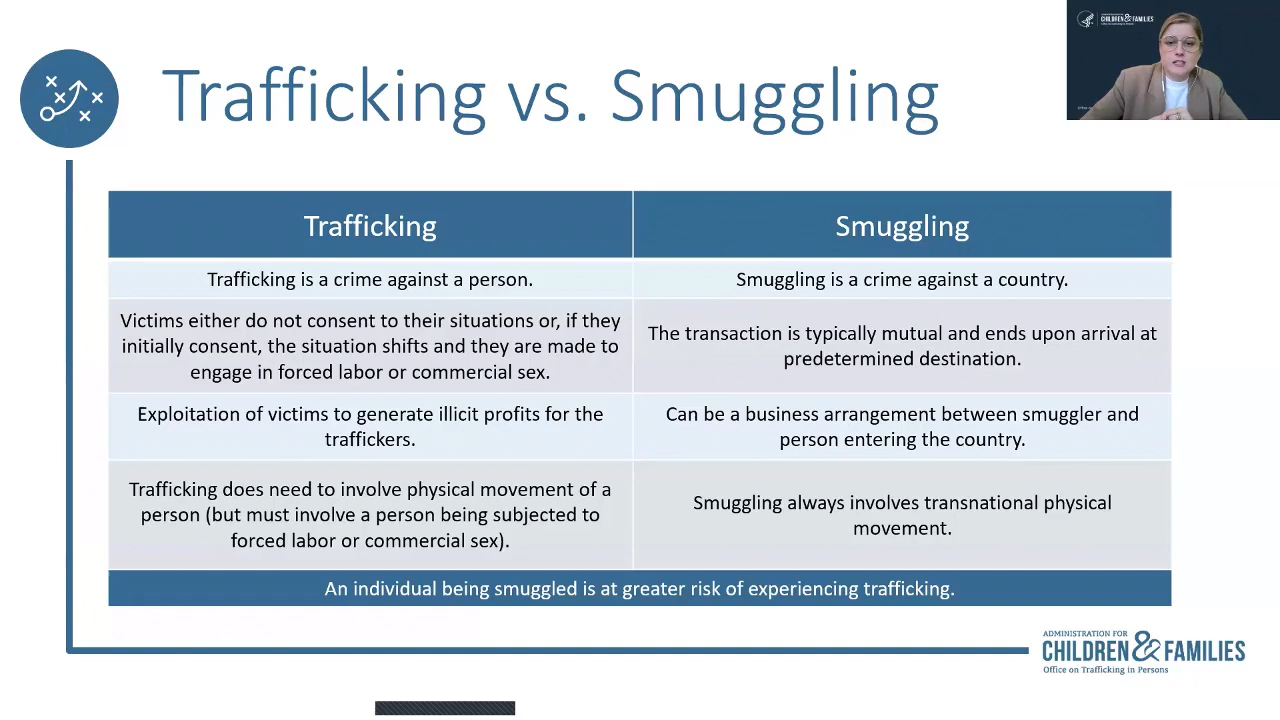 Trafficking vs. Smuggling
CHILDREN & FAMILIES
Trafficking
Smuggling
Trafficking is a crime against a person.
Smuggling is a crime against a country.
Victims either do not consent to their situations or, if they
initially consent, the situation shifts and they are made to
engage in forced labor or commercial sex.
The transaction is typically mutual and ends upon arrival at
predetermined destination.
Exploitation of victims to generate illicit profits for the
traffickers.
Can be a business arrangement between smuggler and
person entering the country.
Trafficking does need to involve physical movement of a
person (but must involve a person being subjected to
forced labor or commercial sex).
Smuggling always involves transnational physical
movement.
An individual being smuggled is at greater risk of experiencing trafficking.
ADMINISTRATION FOR
CHILDREN & FAMILIES
Office on Trafficking in Persons